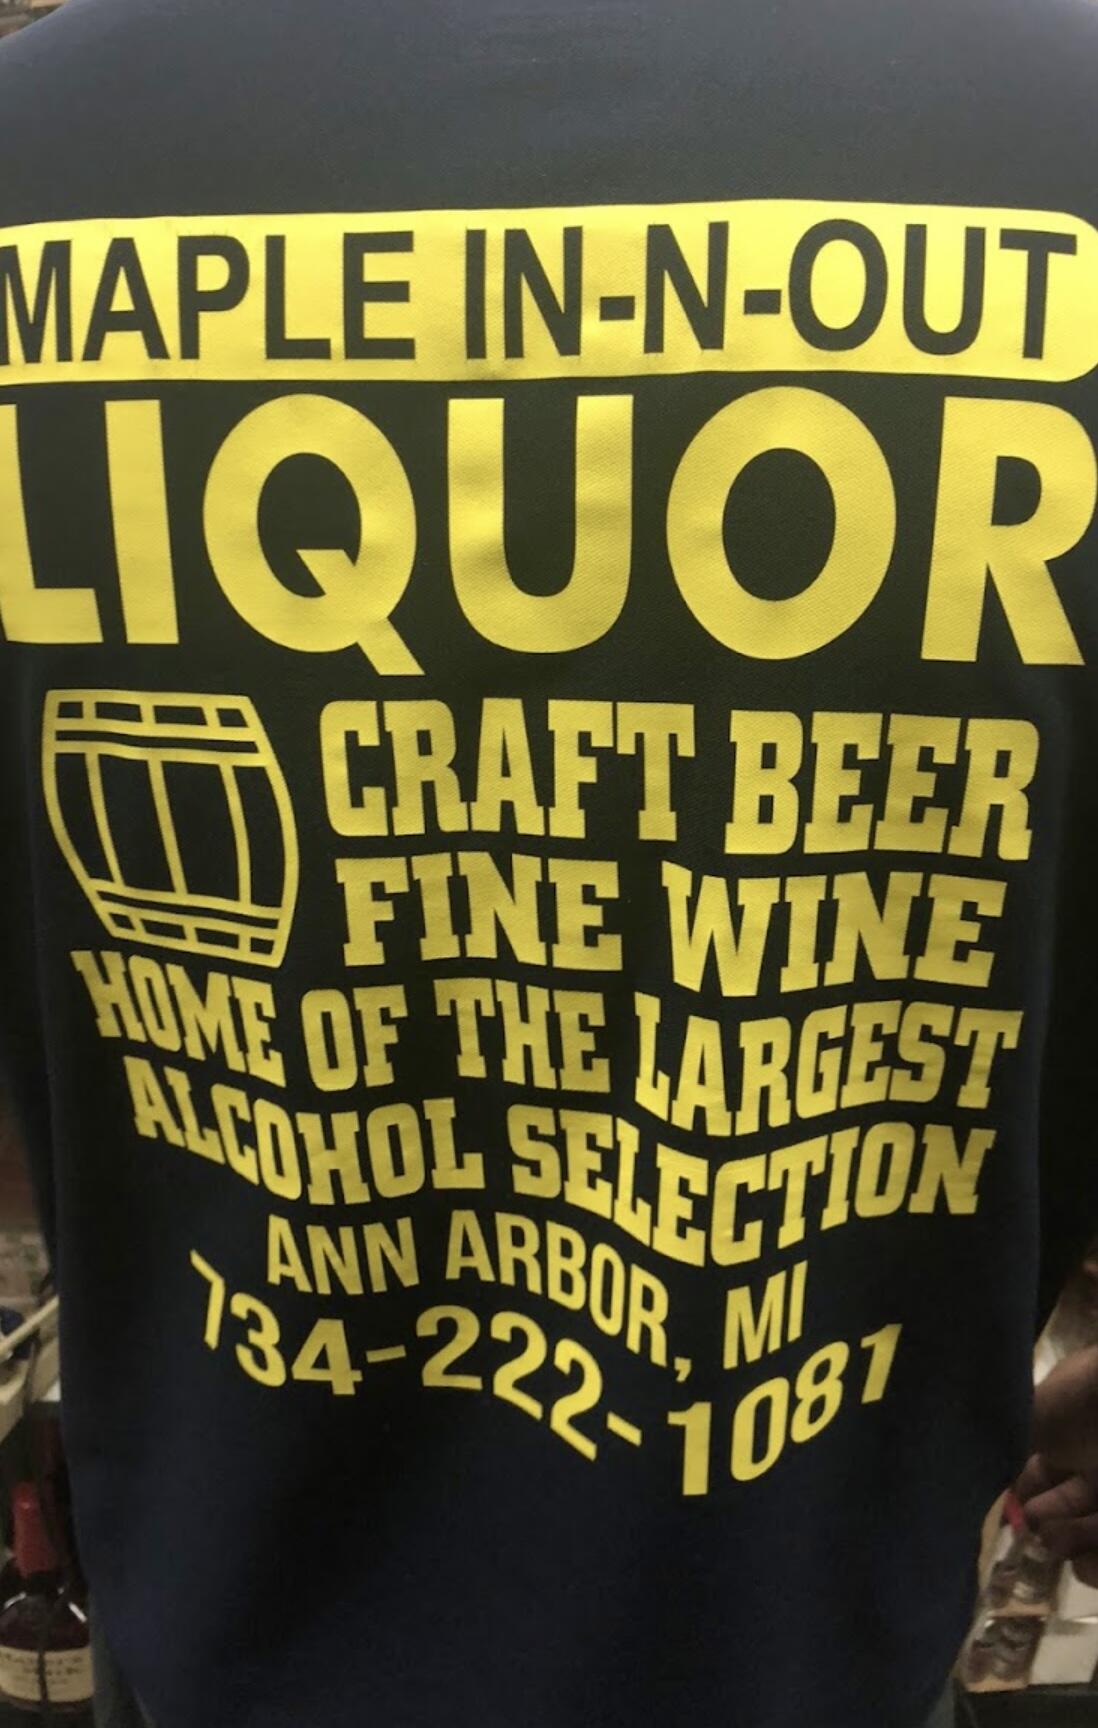 MAPLE IN-N-OUT
LIQUOR
CRAFT BEER
FINE WINE
HOME OF THE LARGEST
ALCOHOL SELECTION
ANN ARBOR, MI
734-222-1081